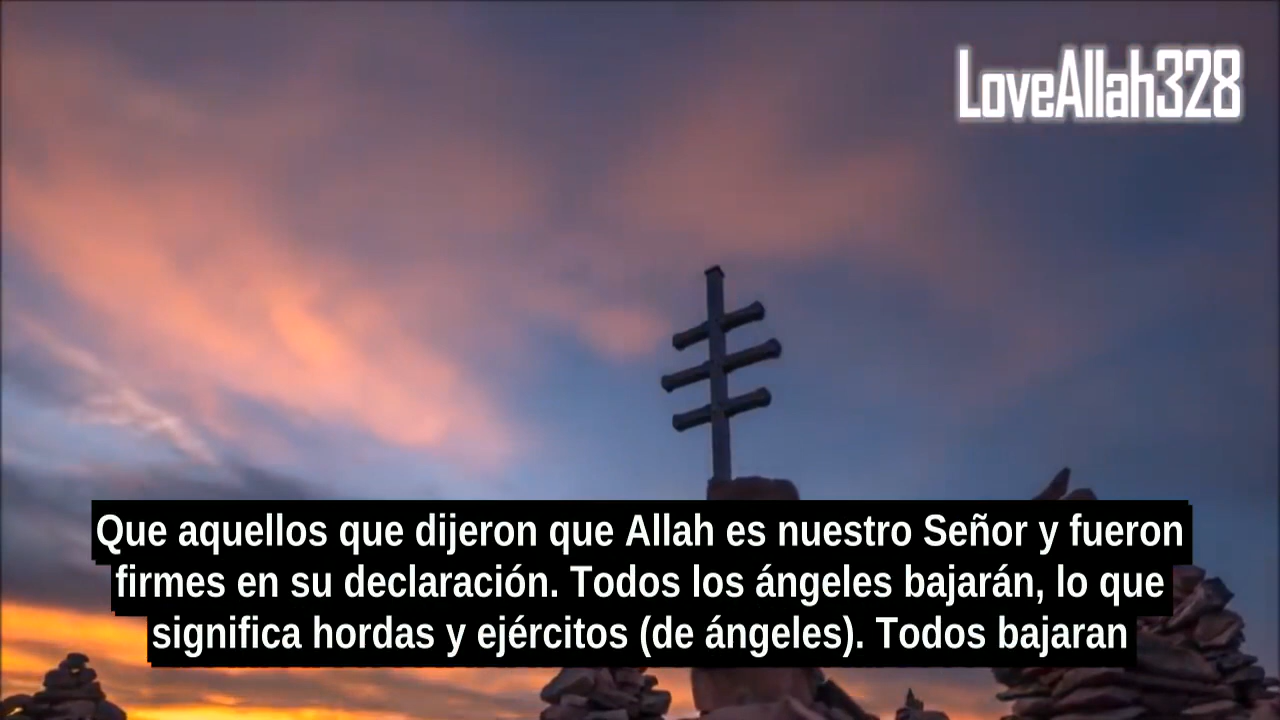 LoveAllah328
Que aquellos que dijeron que Allah es nuestro Señor y fueron
firmes en su declaración. Todos los ángeles bajarán, lo que
significa hordas y ejércitos (de ángeles). Todos bajaran